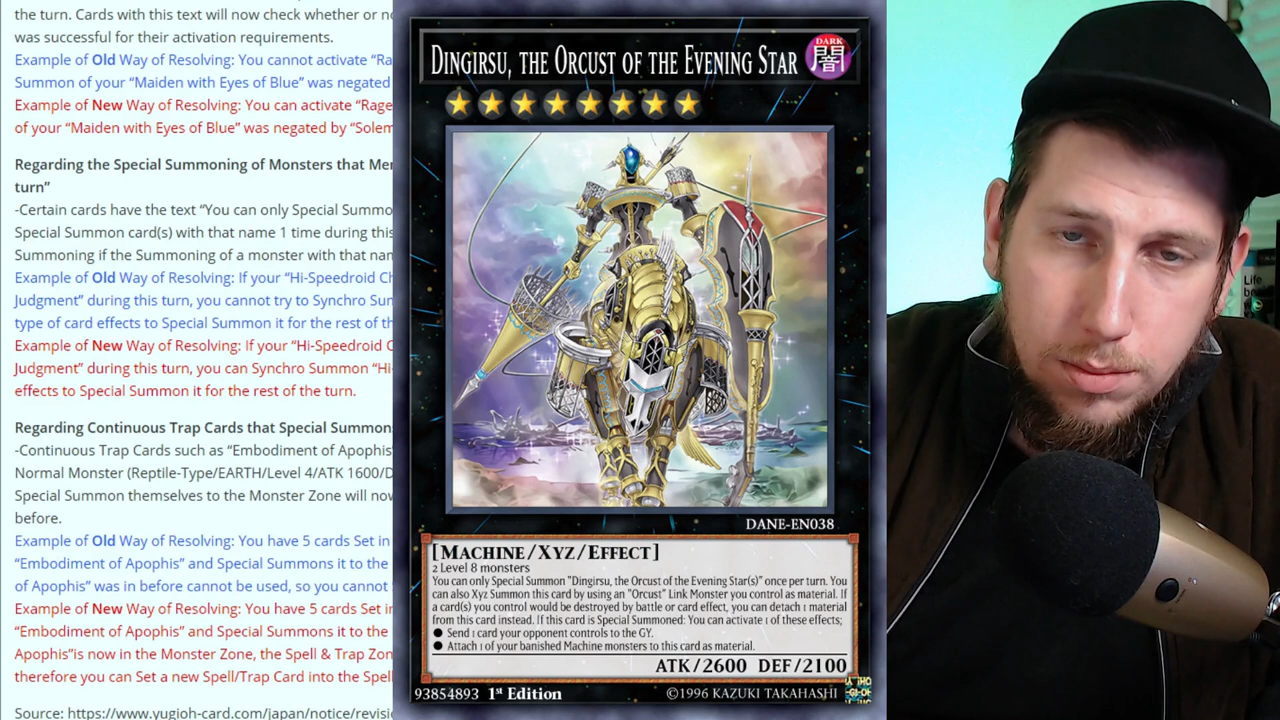 the turn. Cards with this text will now check whether or n
was successful for their activation requirements.
Example of Old Way of Resolving: You cannot activate “Ra
Summon of your “Maiden with Eyes of Blue” was negated
Example of New Way of Resolving: You can activate “Rage
of your “Maiden with Eyes of Blue” was negated by “Solem
Regarding the Special Summoning of Monsters that Me
turn”
-Certain cards have the text “You can only Special Summo
Special Summon card(s) with that name 1 time during this
Summoning if the Summoning of a monster with that nan
Example of Old Way of Resolving: If your “Hi-Speedroid Ch
Judgment” during this turn, you cannot try to Synchro Sun
type of card effects to Special Summon it for the rest of th
Example of New Way of Resolving: If your “Hi-Speedroid C
Judgment” during this turn, you can Synchro Summon “Hi-
effects to Special Summon it for the rest of the turn.
Regarding Continuous Trap Cards that Special Summon
-Continuous Trap Cards such as “Embodiment of Apophis
Normal Monster (Reptile-Type/EARTH/Level 4/ATK 1600/D
Special Summon themselves to the Monster Zone will now
before.
Example of Old Way of Resolving: You have 5 cards Set in
“Embodiment of Apophis” and Special Summons it to the
of Apophis” was in before cannot be used, so you cannot
Example of New Way of Resolving: You have 5 cards Set in
“Embodiment of Apophis” and Special Summons it to the
Apophis”is now in the Monster Zone, the Spell & Trap Zon
therefore you can Set a new Spell/Trap Card into the Spell
Source: https://www.yugioh-card.com/japan/notice/revisi
Dingirsu, the Orcust of the Evening Star
DARK
闇
DANE-EN038
[Machine/Xyz/Effect]
2 Level 8 monsters
You can only Special Summon "Dingirsu, the Orcust of the Evening Star(s)" once per turn. You
can also Xyz Summon this card by using an "Orcust" Link Monster you control as material. If
a card(s) you control would be destroyed by battle or card effect, you can detach 1 material
from this card instead. If this card is Special Summoned: You can activate 1 of these effects;
● Send 1 card your opponent controls to the GY.
● Attach 1 of your banished Machine monsters to this card as material.
ATK/2600 DEF/2100
93854893 1st Edition ©1996 KAZUKI TAKAHASHI
Life